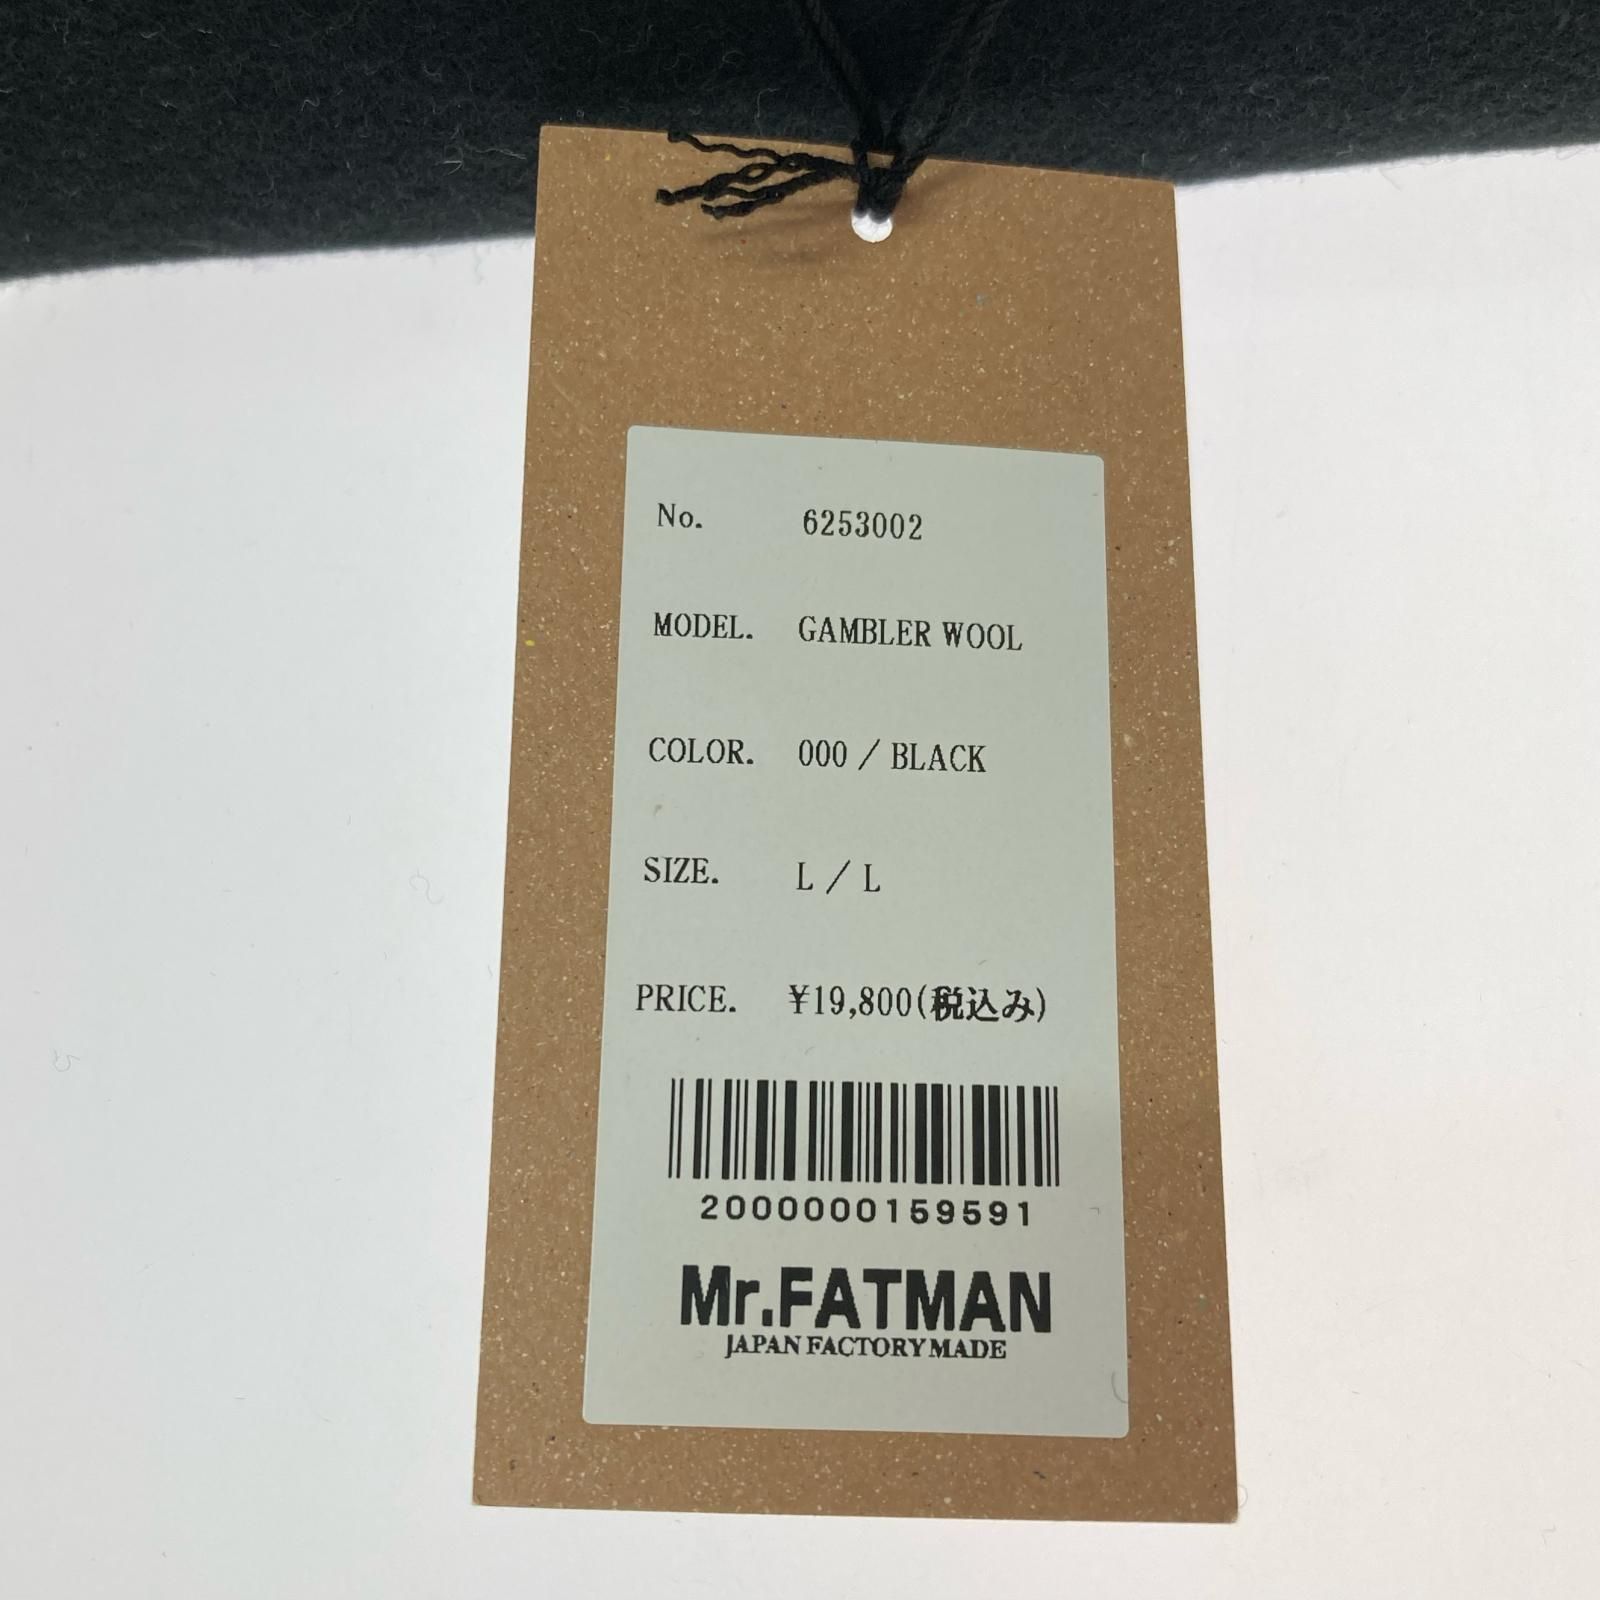 No. 6253002
MODEL. GAMBLER WOOL
COLOR. 000 / BLACK
SIZE. L / L
PRICE. ¥19,800(税込み)
2000000159591
Mr.FATMAN
JAPAN FACTORY MADE